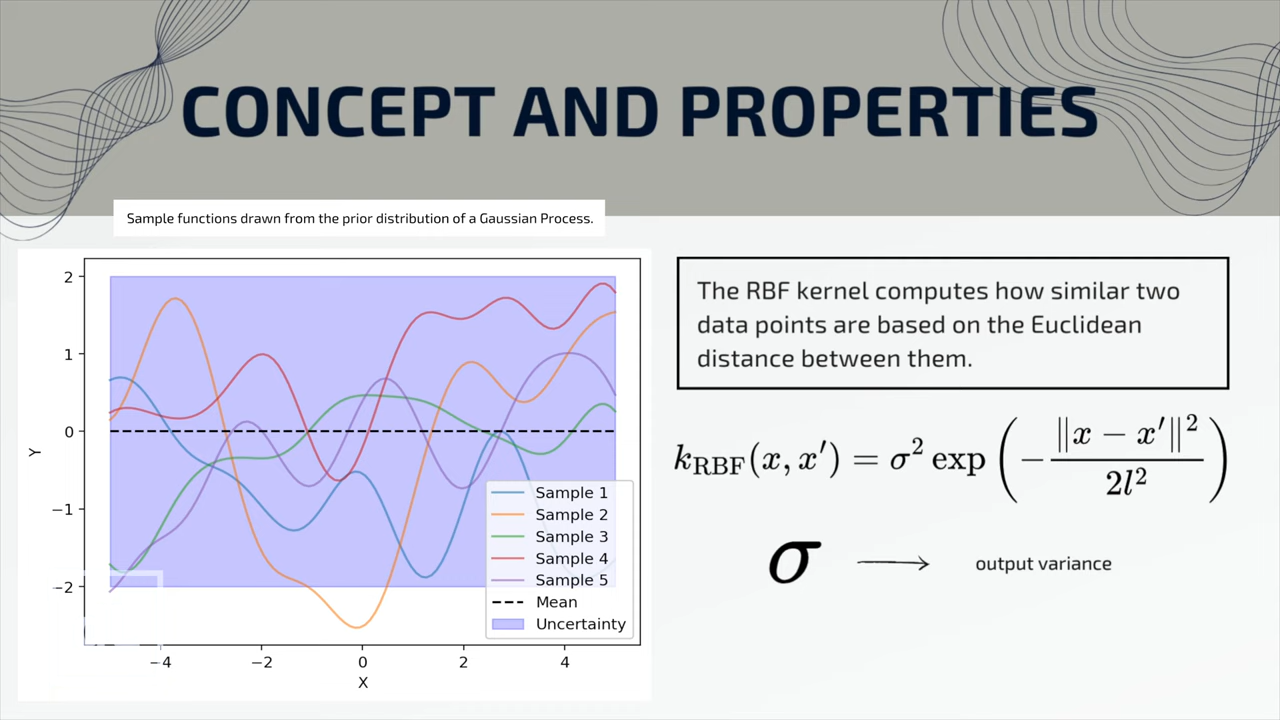 CONCEPT AND PROPERTIES
Sample functions drawn from the prior distribution of a Gaussian Process.
2
1
0
−1
−2
Y
−4
−2
0
2
4
X
Sample 1
Sample 2
Sample 3
Sample 4
Sample 5
Mean
Uncertainty
The RBF kernel computes how similar two
data points are based on the Euclidean
distance between them.
k_RBF(x, x′) = σ² exp(−‖x − x′‖² / 2l²)
σ → output variance